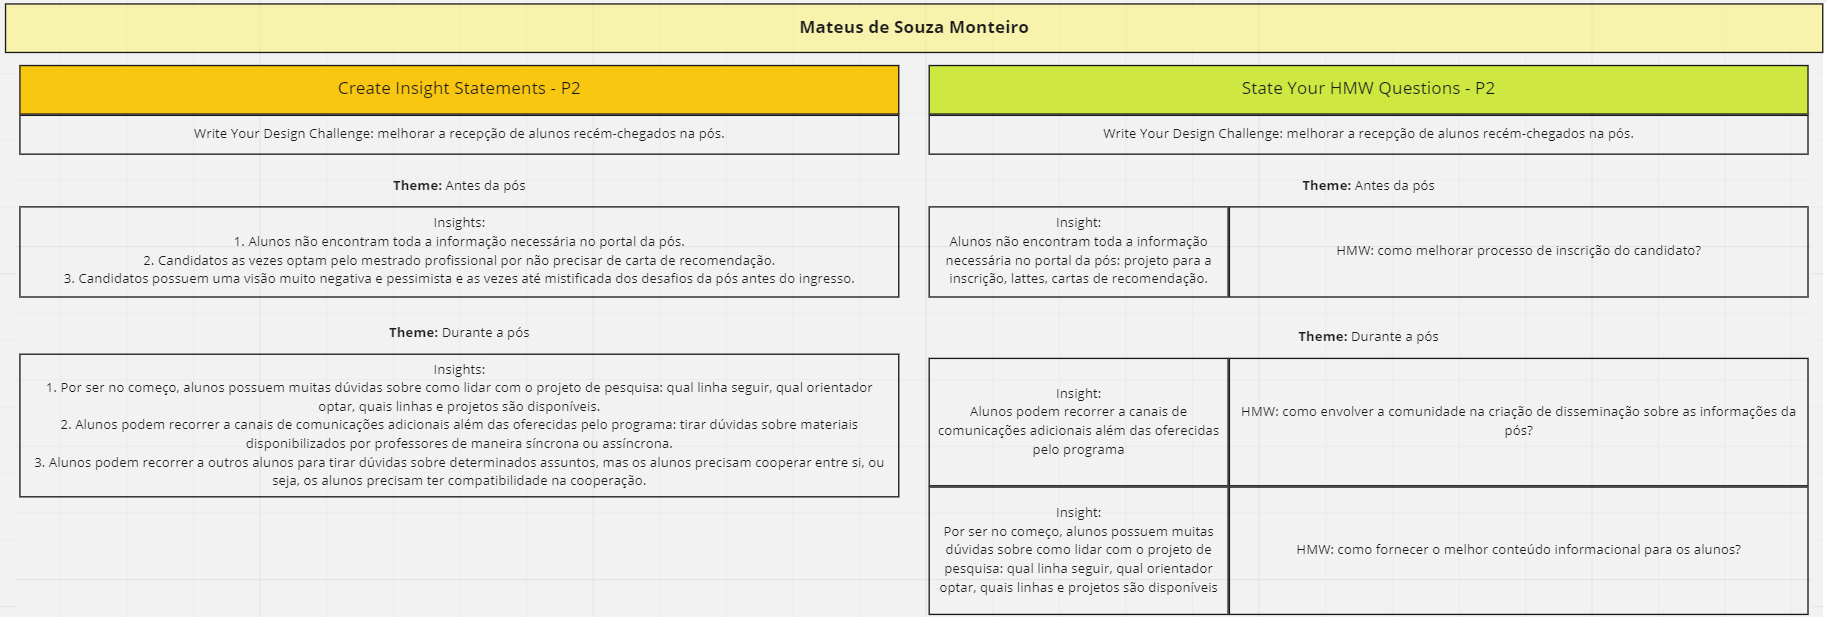 Mateus de Souza Monteiro
Create Insight Statements - P2
Write Your Design Challenge: melhorar a recepção de alunos recém-chegados na pós.
Theme: Antes da pós
Insights:
1. Alunos não encontram toda a informação necessária no portal da pós.
2. Candidatos as vezes optam pelo mestrado profissional por não precisar de carta de recomendação.
3. Candidatos possuem uma visão muito negativa e pessimista e as vezes até mistificada dos desafios da pós antes do ingresso.
Theme: Durante a pós
Insights:
1. Por ser no começo, alunos possuem muitas dúvidas sobre como lidar com o projeto de pesquisa: qual linha seguir, qual orientador
optar, quais linhas e projetos são disponíveis.
2. Alunos podem recorrer a canais de comunicações adicionais além das oferecidas pelo programa: tirar dúvidas sobre materiais
disponibilizados por professores de maneira síncrona ou assíncrona.
3. Alunos podem recorrer a outros alunos para tirar dúvidas sobre determinados assuntos, mas os alunos precisam cooperar entre si, ou
seja, os alunos precisam ter compatibilidade na cooperação.
State Your HMW Questions - P2
Write Your Design Challenge: melhorar a recepção de alunos recém-chegados na pós.
Theme: Antes da pós
Insight:
Alunos não encontram toda a informação
necessária no portal da pós: projeto para a
inscrição, lattes, cartas de recomendação.
HMW: como melhorar processo de inscrição do candidato?
Theme: Durante a pós
Insight:
Alunos podem recorrer a canais de
comunicações adicionais além das oferecidas
pelo programa
HMW: como envolver a comunidade na criação de disseminação sobre as informações da
pós?
Insight:
Por ser no começo, alunos possuem muitas
dúvidas sobre como lidar com o projeto de
pesquisa: qual linha seguir, qual orientador
optar, quais linhas e projetos são disponíveis
HMW: como fornecer o melhor conteúdo informacional para os alunos?